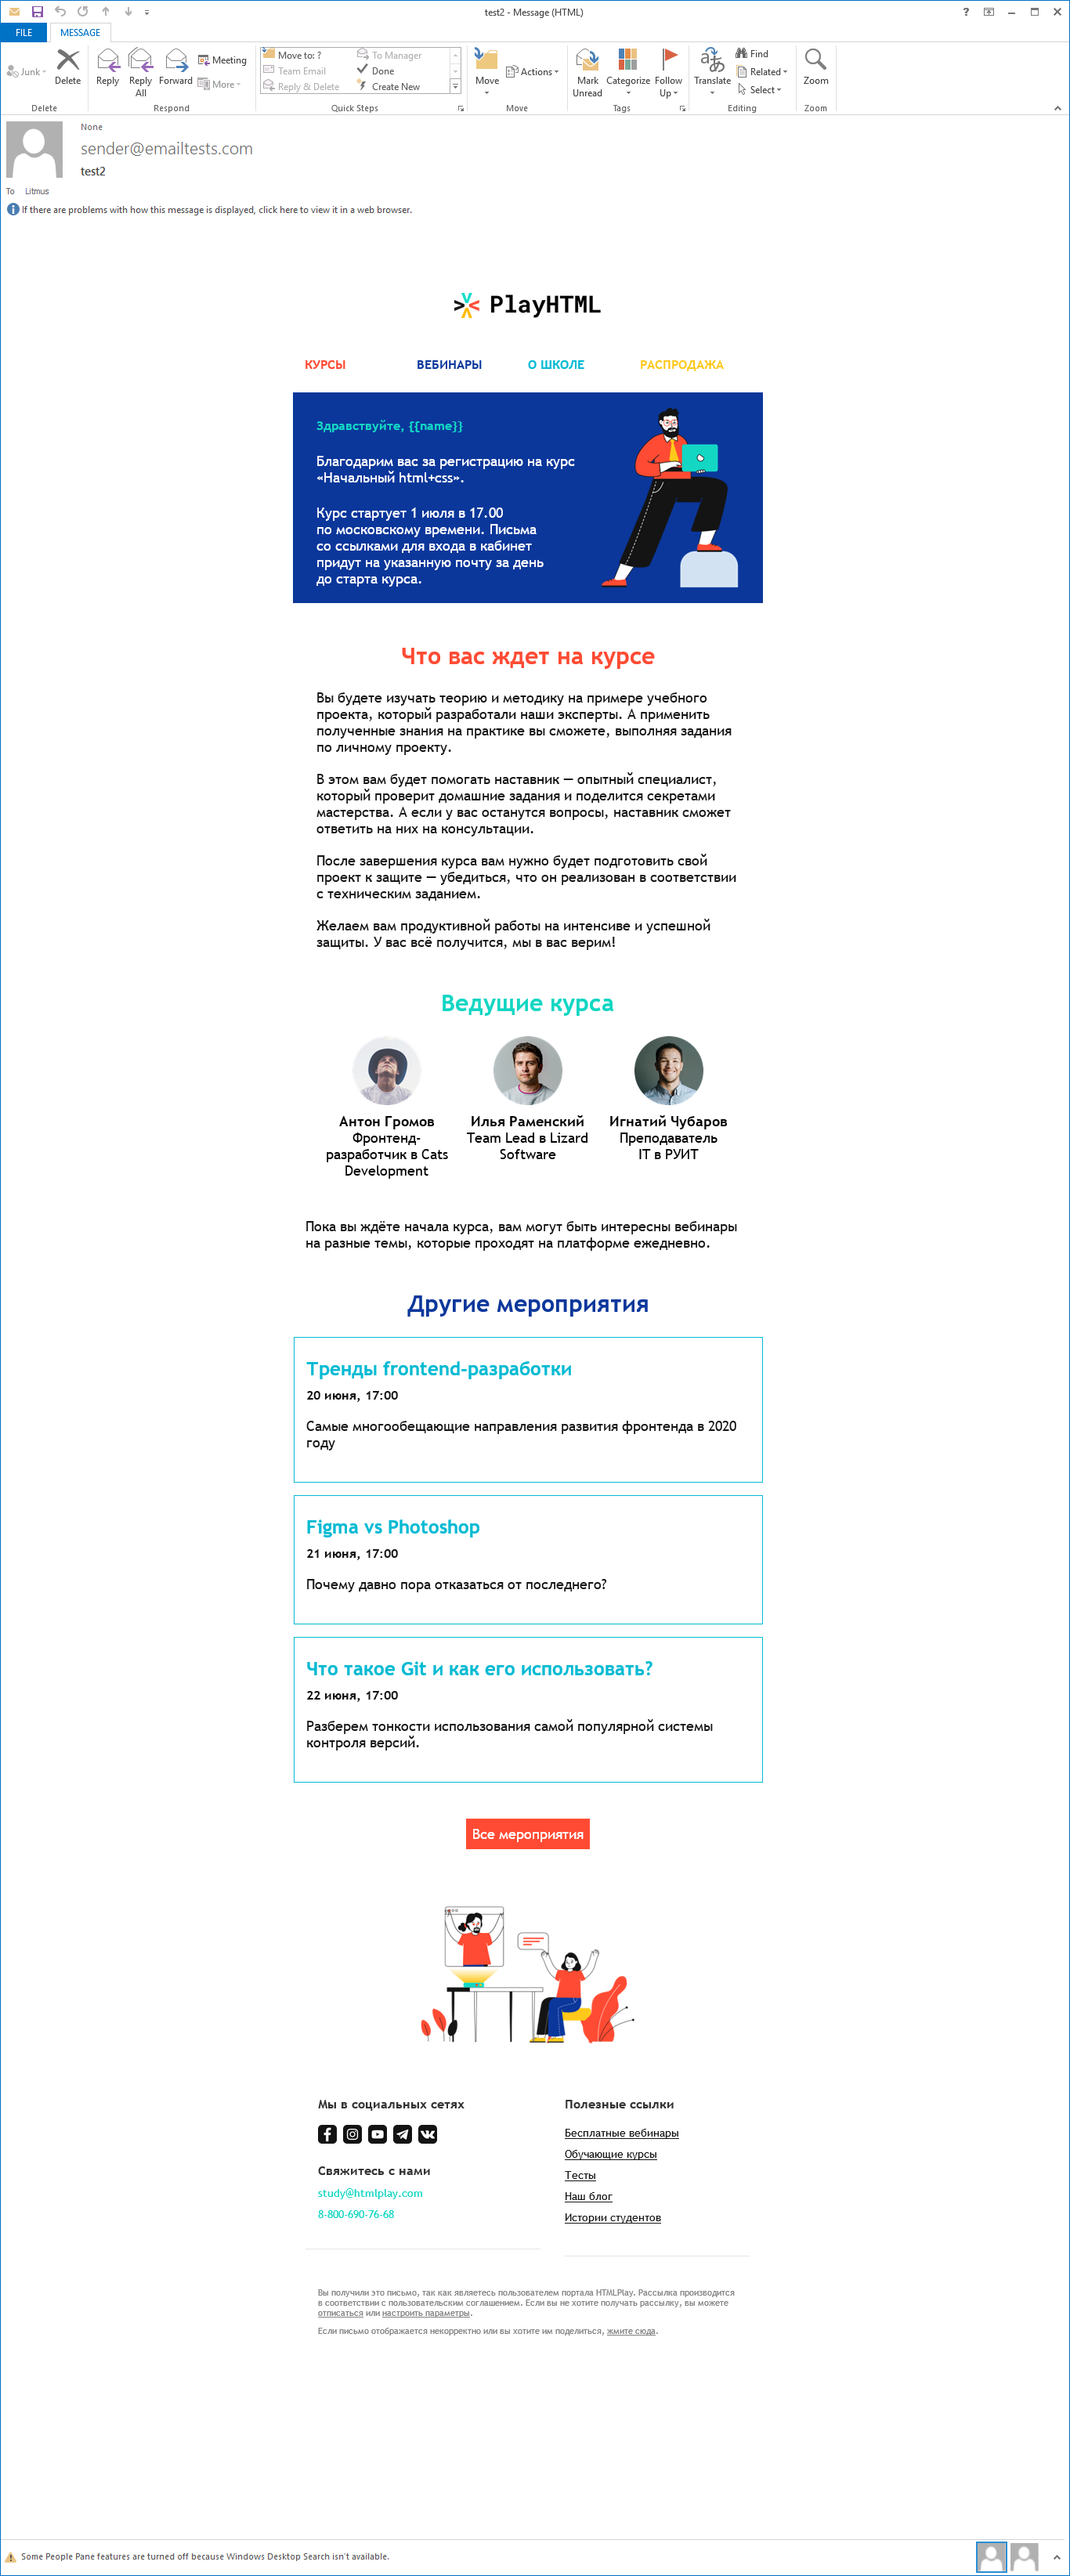 test2 - Message (HTML)
?
FILE
MESSAGE
Junk
Delete
Reply
Reply All
Forward
Meeting
More
Move to: ?
Team Email
Reply & Delete
To Manager
Done
Create New
Move
Actions
Mark Unread
Categorize
Follow Up
Translate
Find
Related
Select
Zoom
Delete
Respond
Quick Steps
Move
Tags
Editing
Zoom
None
sender@emailtests.com
test2
To Litmus
If there are problems with how this message is displayed, click here to view it in a web browser.
PlayHTML
КУРСЫ
ВЕБИНАРЫ
О ШКОЛЕ
РАСПРОДАЖА
Здравствуйте, {{name}}
Благодарим вас за регистрацию на курс
«Начальный html+css».
Курс стартует 1 июля в 17.00
по московскому времени. Письма
со ссылками для входа в кабинет
придут на указанную почту за день
до старта курса.
Что вас ждет на курсе
Вы будете изучать теорию и методику на примере учебного
проекта, который разработали наши эксперты. А применить
полученные знания на практике вы сможете, выполняя задания
по личному проекту.
В этом вам будет помогать наставник — опытный специалист,
который проверит домашние задания и поделится секретами
мастерства. А если у вас останутся вопросы, наставник сможет
ответить на них на консультации.
После завершения курса вам нужно будет подготовить свой
проект к защите — убедиться, что он реализован в соответствии
с техническим заданием.
Желаем вам продуктивной работы на интенсиве и успешной
защиты. У вас всё получится, мы в вас верим!
Ведущие курса
Антон Громов
Фронтенд-
разработчик в Cats
Development
Илья Раменский
Team Lead в Lizard
Software
Игнатий Чубаров
Преподаватель
IT в РУИТ
Пока вы ждёте начала курса, вам могут быть интересны вебинары
на разные темы, которые проходят на платформе ежедневно.
Другие мероприятия
Тренды frontend-разработки
20 июня, 17:00
Самые многообещающие направления развития фронтенда в 2020
году
Figma vs Photoshop
21 июня, 17:00
Почему давно пора отказаться от последнего?
Что такое Git и как его использовать?
22 июня, 17:00
Разберем тонкости использования самой популярной системы
контроля версий.
Все мероприятия
Мы в социальных сетях
Свяжитесь с нами
study@htmlplay.com
8-800-690-76-68
Полезные ссылки
Бесплатные вебинары
Обучающие курсы
Тесты
Наш блог
Истории студентов
Вы получили это письмо, так как являетесь пользователем портала HTMLPlay. Рассылка производится
в соответствии с пользовательским соглашением. Если вы не хотите получать рассылку, вы можете
отписаться или настроить параметры.
Если письмо отображается некорректно или вы хотите им поделиться, жмите сюда.
Some People Pane features are turned off because Windows Desktop Search isn't available.